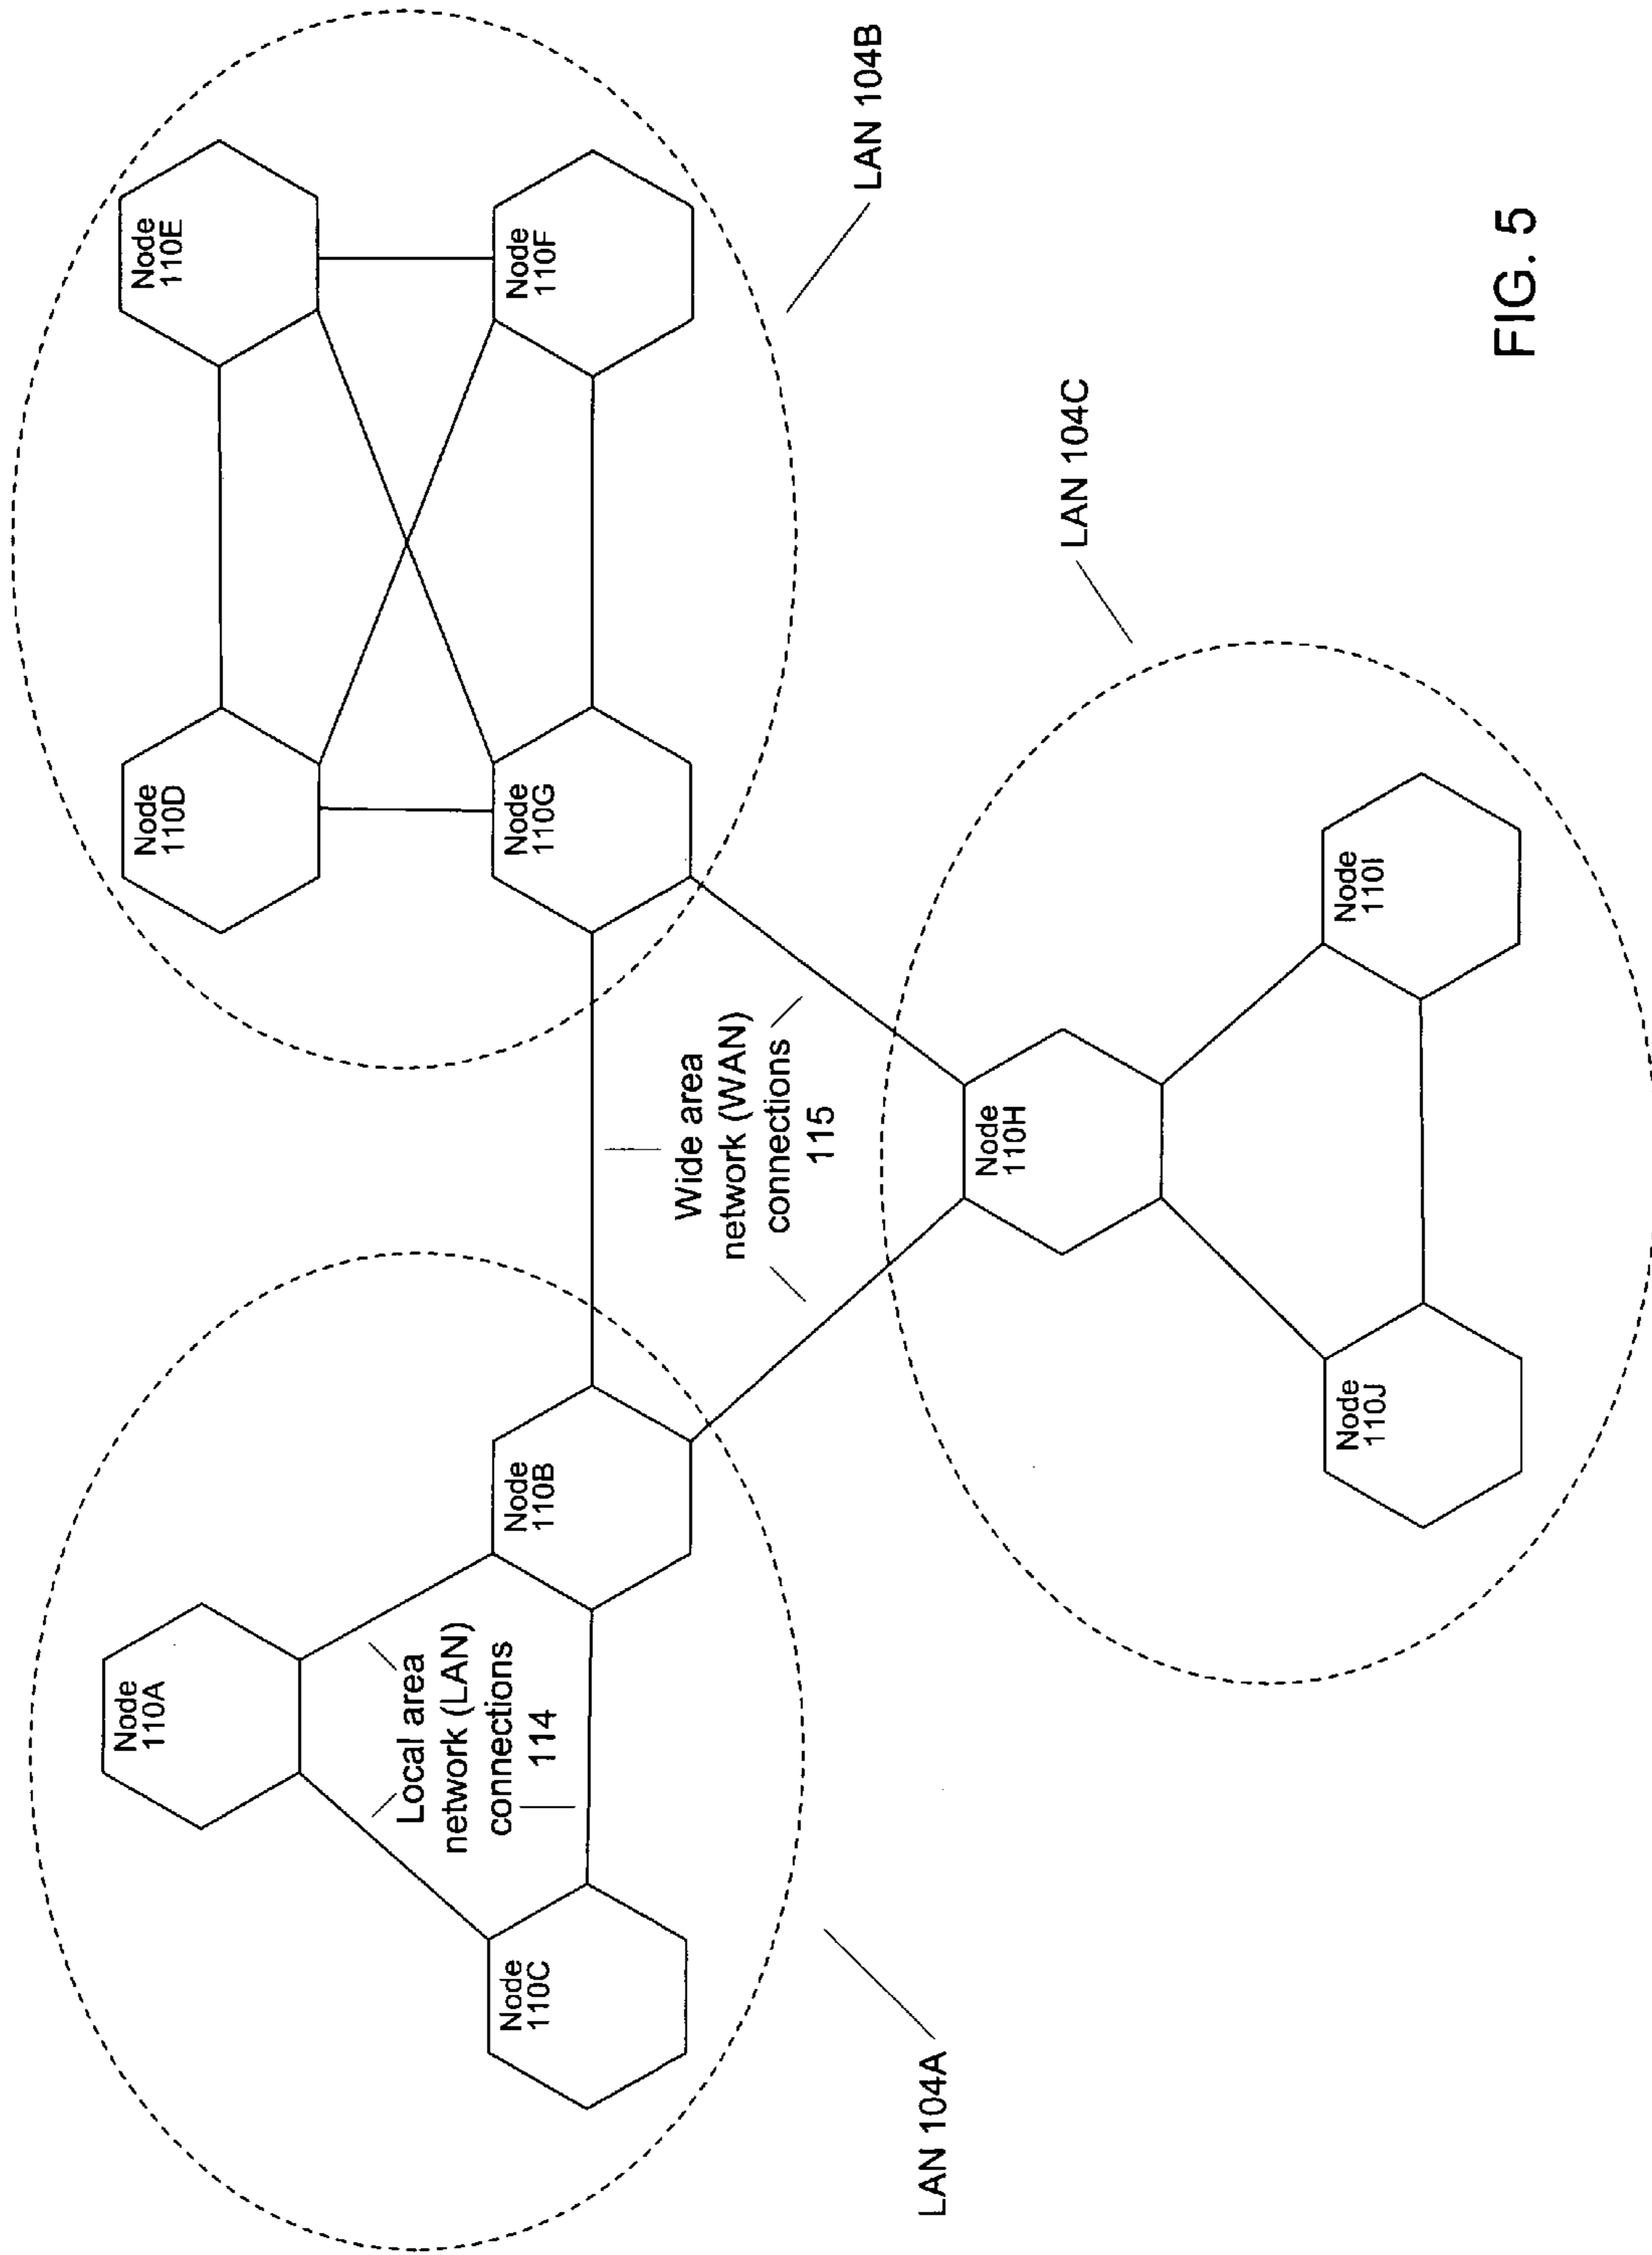 Node
110A
Local area
network (LAN)
connections
114
Node
110C
Node
110B
LAN 104A
Node
110D
Node
110E
Node
110G
Node
110F
LAN 104B
Wide area
network (WAN)
connections
115
Node
110H
Node
110J
Node
110I
LAN 104C
FIG. 5